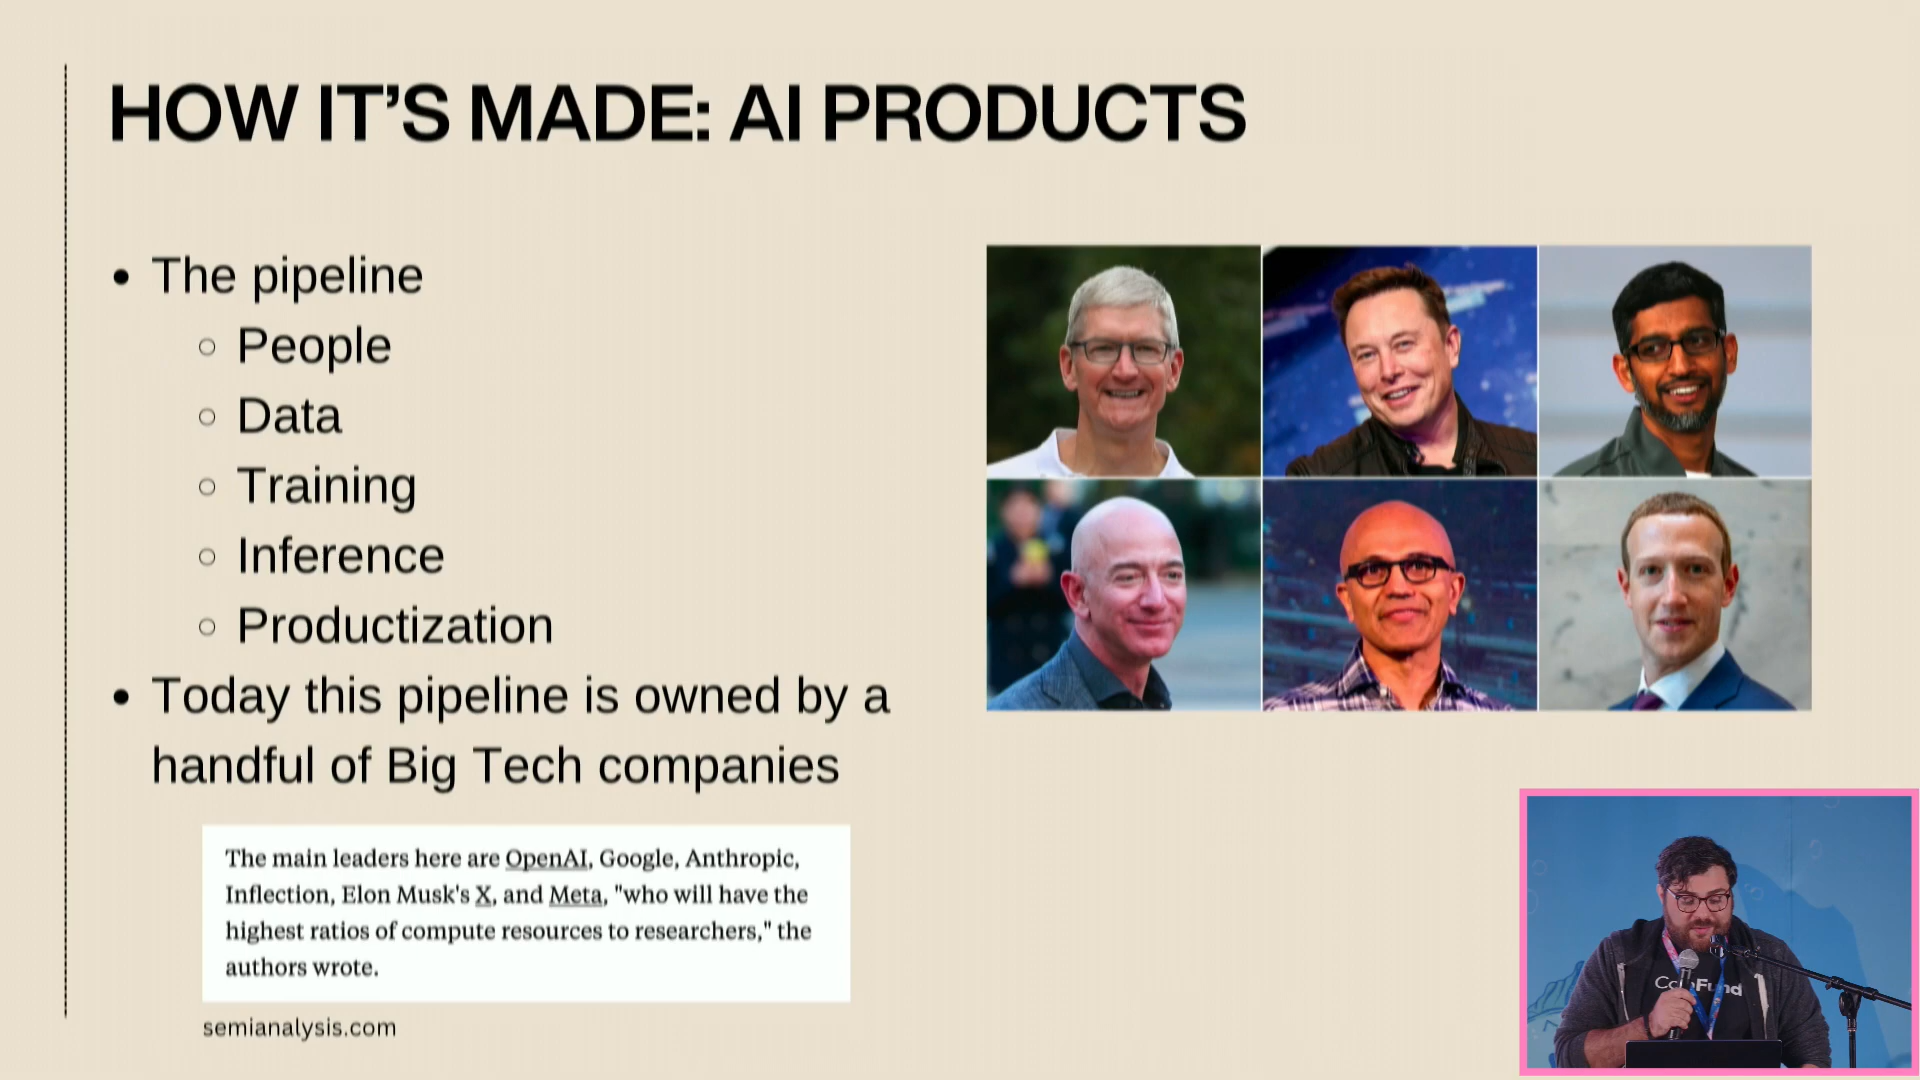 HOW IT'S MADE: AI PRODUCTS
The pipeline
People
Data
Training
Inference
Productization
Today this pipeline is owned by a
handful of Big Tech companies
The main leaders here are OpenAI, Google, Anthropic,
Inflection, Elon Musk's X, and Meta, "who will have the
highest ratios of compute resources to researchers," the
authors wrote.
semianalysis.com